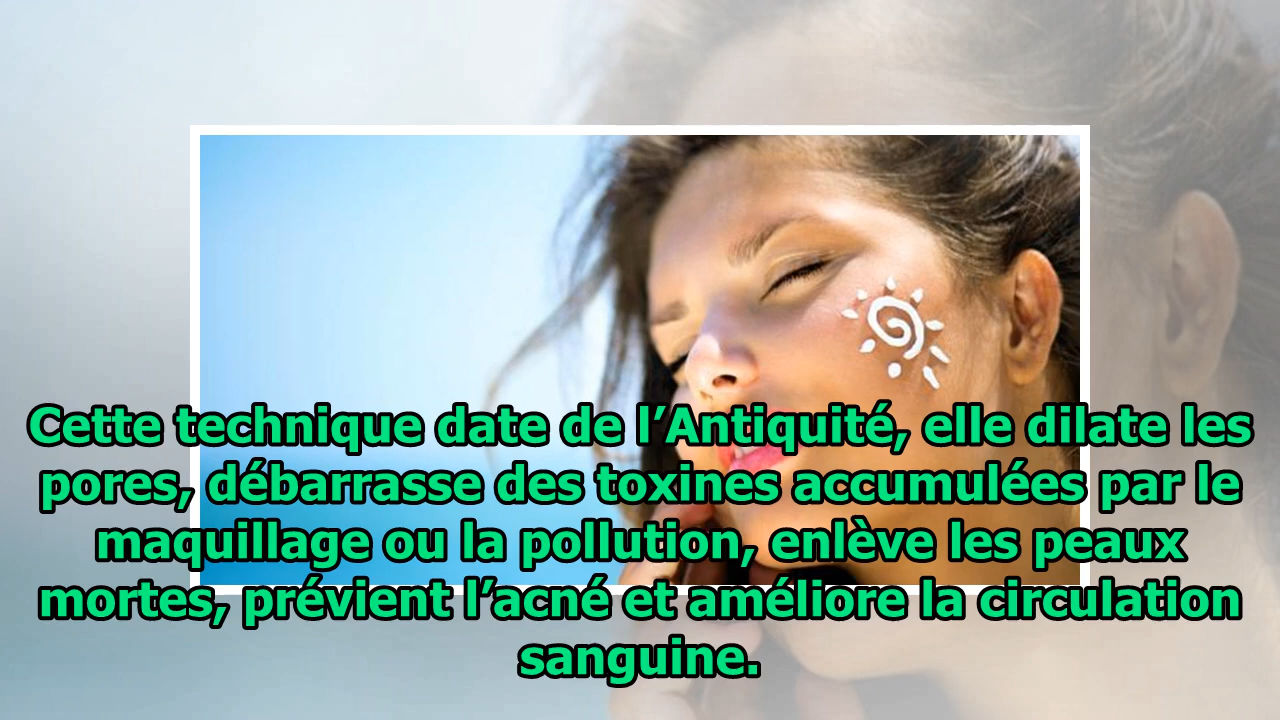 Cette technique date de l’Antiquité, elle dilate les
pores, débarrasse des toxines accumulées par le
maquillage ou la pollution, enlève les peaux
mortes, prévient l’acné et améliore la circulation
sanguine.